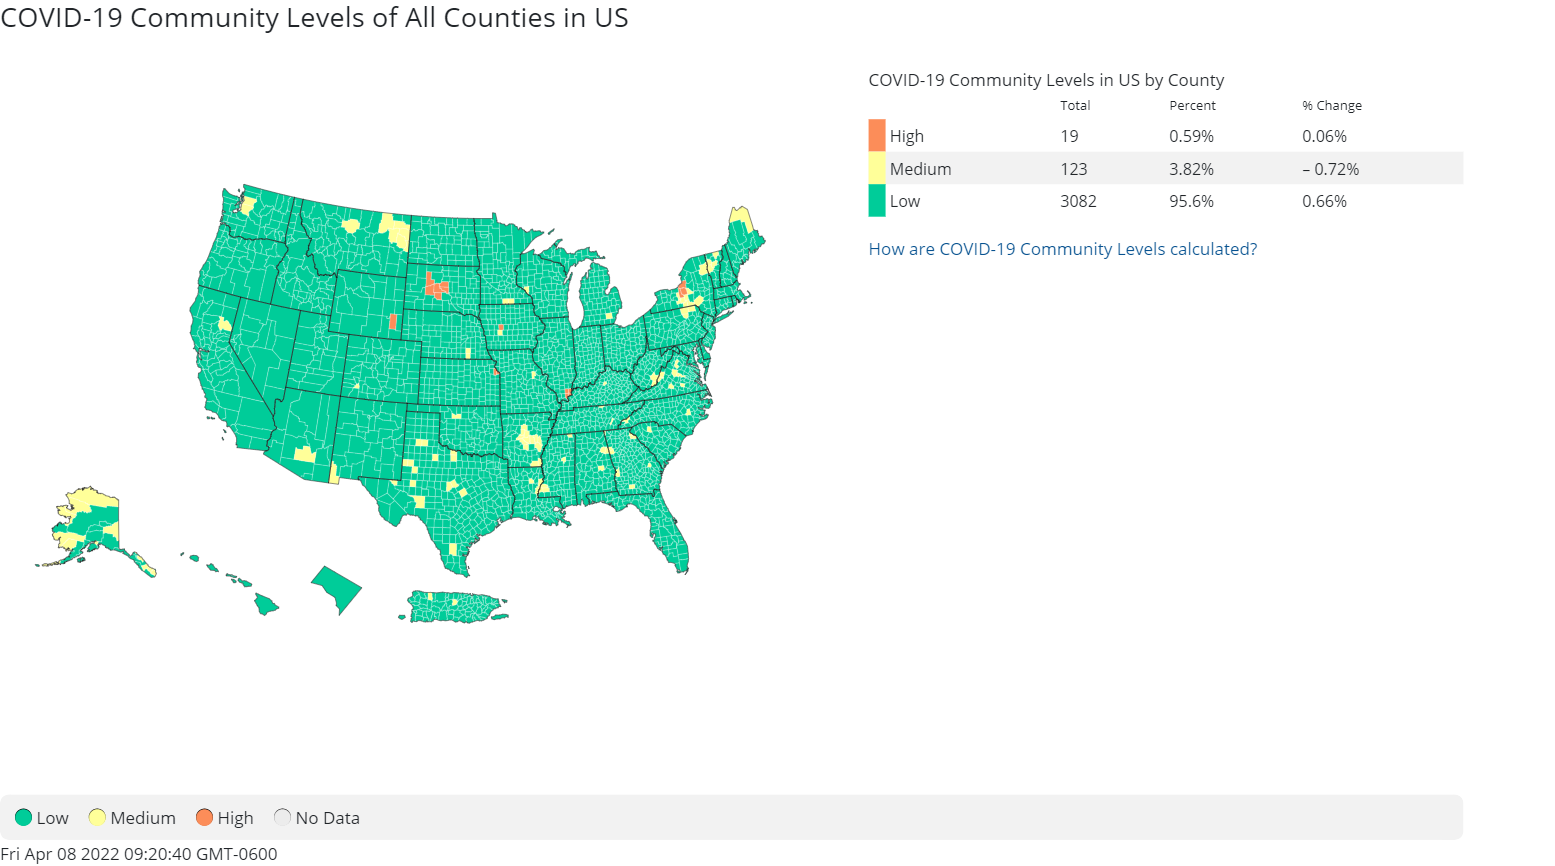 COVID-19 Community Levels of All Counties in US
COVID-19 Community Levels in US by County
Total Percent % Change
High 19 0.59% 0.06%
Medium 123 3.82% – 0.72%
Low 3082 95.6% 0.66%
How are COVID-19 Community Levels calculated?
Low Medium High No Data
Fri Apr 08 2022 09:20:40 GMT-0600